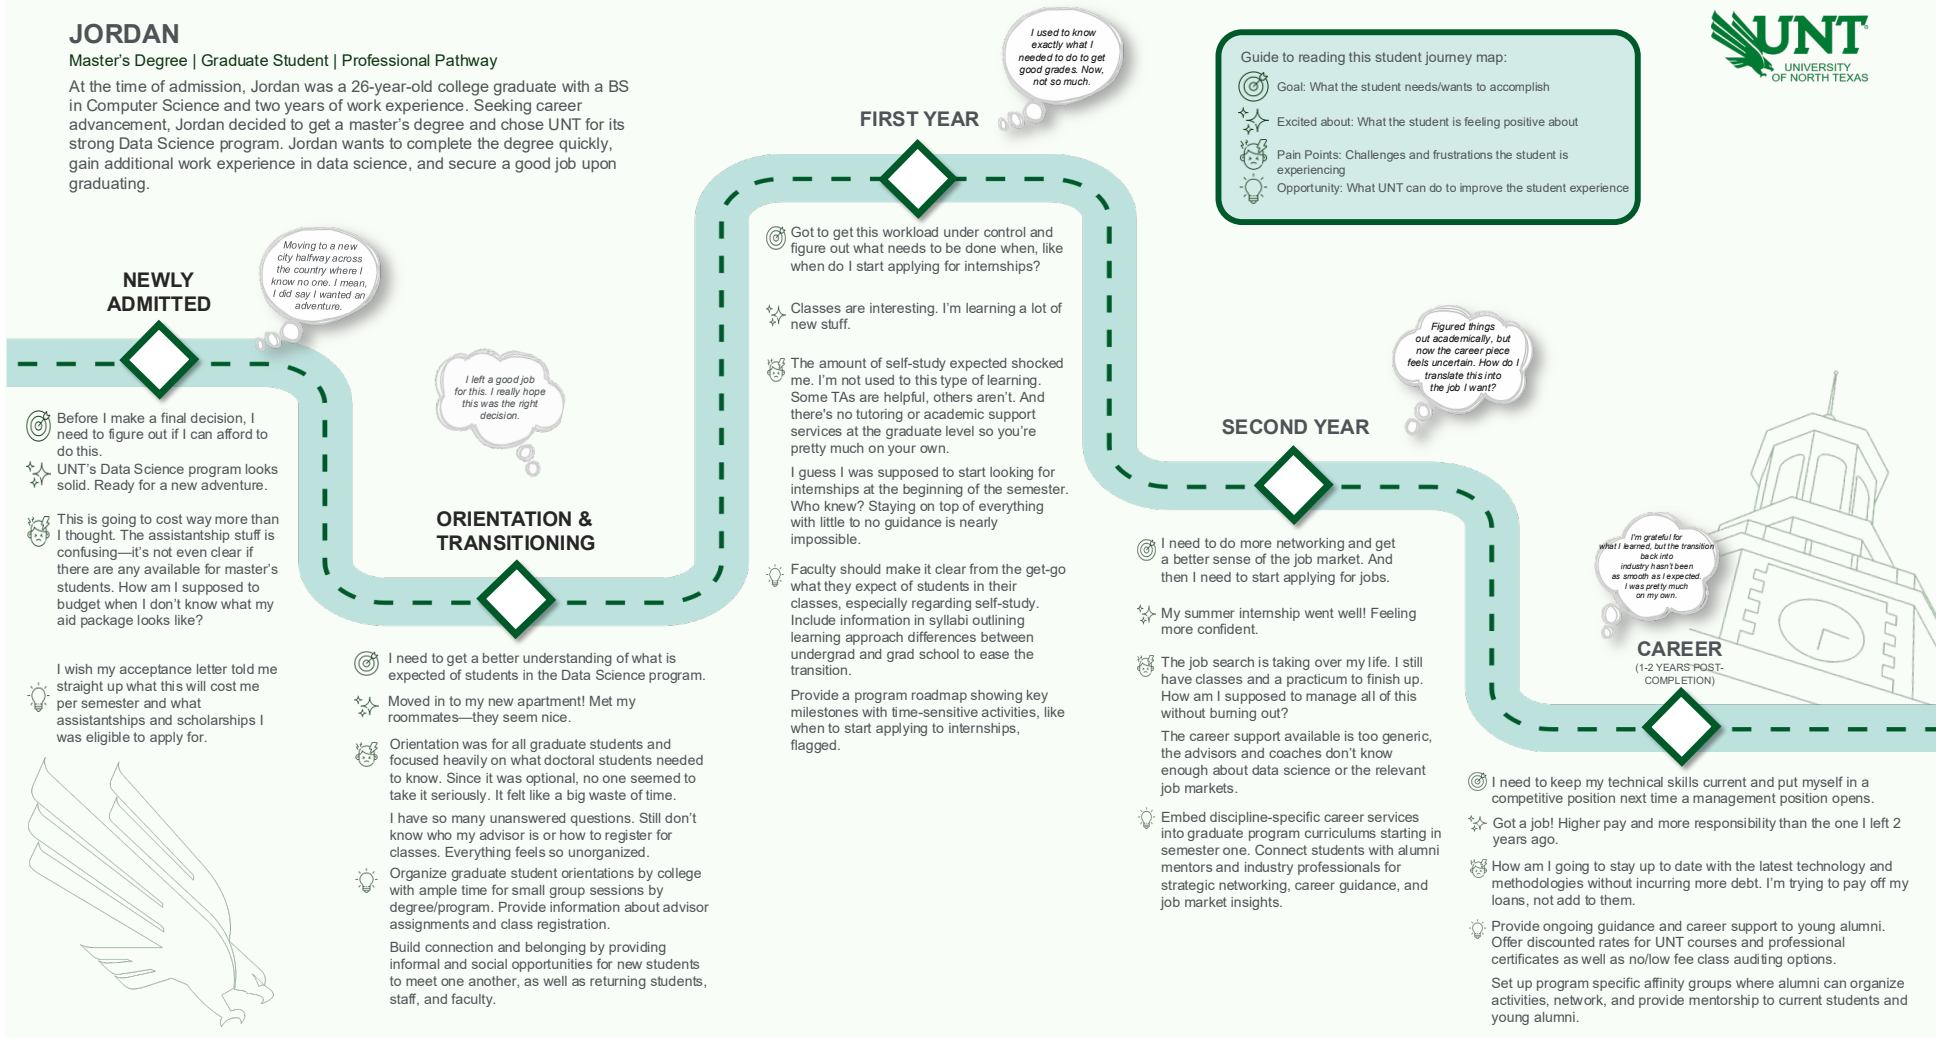 JORDAN
Master's Degree | Graduate Student | Professional Pathway
At the time of admission, Jordan was a 26-year-old college graduate with a BS
in Computer Science and two years of work experience. Seeking career
advancement, Jordan decided to get a master's degree and chose UNT for its
strong Data Science program. Jordan wants to complete the degree quickly,
gain additional work experience in data science, and secure a good job upon
graduating.
Guide to reading this student journey map:
Goal: What the student needs/wants to accomplish
Excited about: What the student is feeling positive about
Pain Points: Challenges and frustrations the student is
experiencing
Opportunity: What UNT can do to improve the student experience
UNT
UNIVERSITY
OF NORTH TEXAS
NEWLY
ADMITTED
Moving to a new
city halfway across
the country where I
know no one. I mean,
I did say I wanted an
adventure.
Before I make a final decision, I
need to figure out if I can afford to
do this.
UNT's Data Science program looks
solid. Ready for a new adventure.
This is going to cost way more than
I thought. The assistantship stuff is
confusing—it's not even clear if
there are any available for master's
students. How am I supposed to
budget when I don't know what my
aid package looks like?
I wish my acceptance letter told me
straight up what this will cost me
per semester and what
assistantships and scholarships I
was eligible to apply for.
I left a good job
for this. I really hope
this was the right
decision.
ORIENTATION &
TRANSITIONING
I need to get a better understanding of what is
expected of students in the Data Science program.
Moved in to my new apartment! Met my
roommates—they seem nice.
Orientation was for all graduate students and
focused heavily on what doctoral students needed
to know. Since it was optional, no one seemed to
take it seriously. It felt like a big waste of time.
I have so many unanswered questions. Still don't
know who my advisor is or how to register for
classes. Everything feels so unorganized.
Organize graduate student orientations by college
with ample time for small group sessions by
degree/program. Provide information about advisor
assignments and class registration.
Build connection and belonging by providing
informal and social opportunities for new students
to meet one another, as well as returning students,
staff, and faculty.
I used to know
exactly what I
needed to do to get
good grades. Now,
not so much.
FIRST YEAR
Got to get this workload under control and
figure out what needs to be done when, like
when do I start applying for internships?
Classes are interesting. I'm learning a lot of
new stuff.
The amount of self-study expected shocked
me. I'm not used to this type of learning.
Some TAs are helpful, others aren't. And
there's no tutoring or academic support
services at the graduate level so you're
pretty much on your own.
I guess I was supposed to start looking for
internships at the beginning of the semester.
Who knew? Staying on top of everything
with little to no guidance is nearly
impossible.
Faculty should make it clear from the get-go
what they expect of students in their
classes, especially regarding self-study.
Include information in syllabi outlining
learning approach differences between
undergrad and grad school to ease the
transition.
Provide a program roadmap showing key
milestones with time-sensitive activities, like
when to start applying to internships,
flagged.
Figured things
out academically, but
now the career piece
feels uncertain. How do I
translate this into
the job I want?
SECOND YEAR
I need to do more networking and get
a better sense of the job market. And
then I need to start applying for jobs.
My summer internship went well! Feeling
more confident.
The job search is taking over my life. I still
have classes and a practicum to finish up.
How am I supposed to manage all of this
without burning out?
The career support available is too generic,
the advisors and coaches don't know
enough about data science or the relevant
job markets.
Embed discipline-specific career services
into graduate program curriculums starting in
semester one. Connect students with alumni
mentors and industry professionals for
strategic networking, career guidance, and
job market insights.
I'm grateful for
what I learned, but the transition
back into
industry hasn't been
as smooth as I expected.
I was pretty much
on my own.
CAREER
(1-2 YEARS POST-
COMPLETION)
I need to keep my technical skills current and put myself in a
competitive position next time a management position opens.
Got a job! Higher pay and more responsibility than the one I left 2
years ago.
How am I going to stay up to date with the latest technology and
methodologies without incurring more debt. I'm trying to pay off my
loans, not add to them.
Provide ongoing guidance and career support to young alumni.
Offer discounted rates for UNT courses and professional
certificates as well as no/low fee class auditing options.
Set up program specific affinity groups where alumni can organize
activities, network, and provide mentorship to current students and
young alumni.